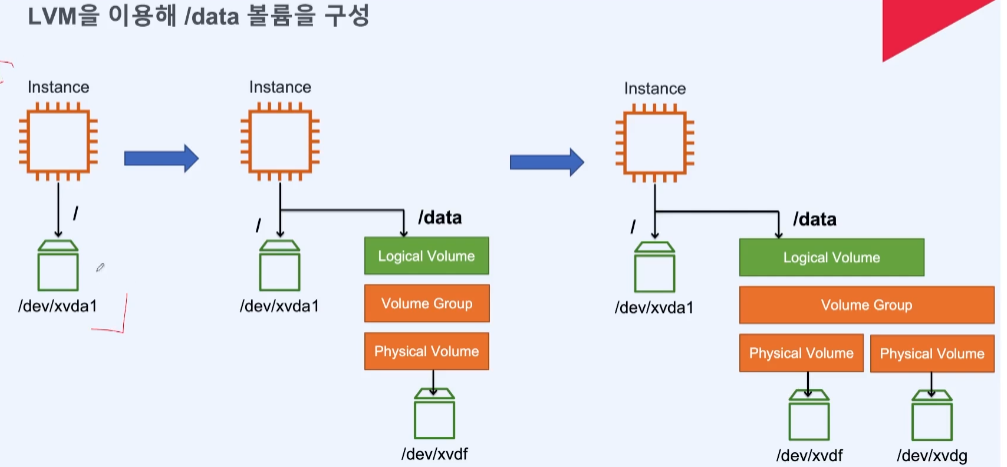 LVM을 이용해 /data 볼륨을 구성
Instance
/
/dev/xvda1
Instance
/
/data
Logical Volume
Volume Group
Physical Volume
/dev/xvda1
/dev/xvdf
Instance
/
/data
Logical Volume
Volume Group
Physical Volume
Physical Volume
/dev/xvda1
/dev/xvdf
/dev/xvdg